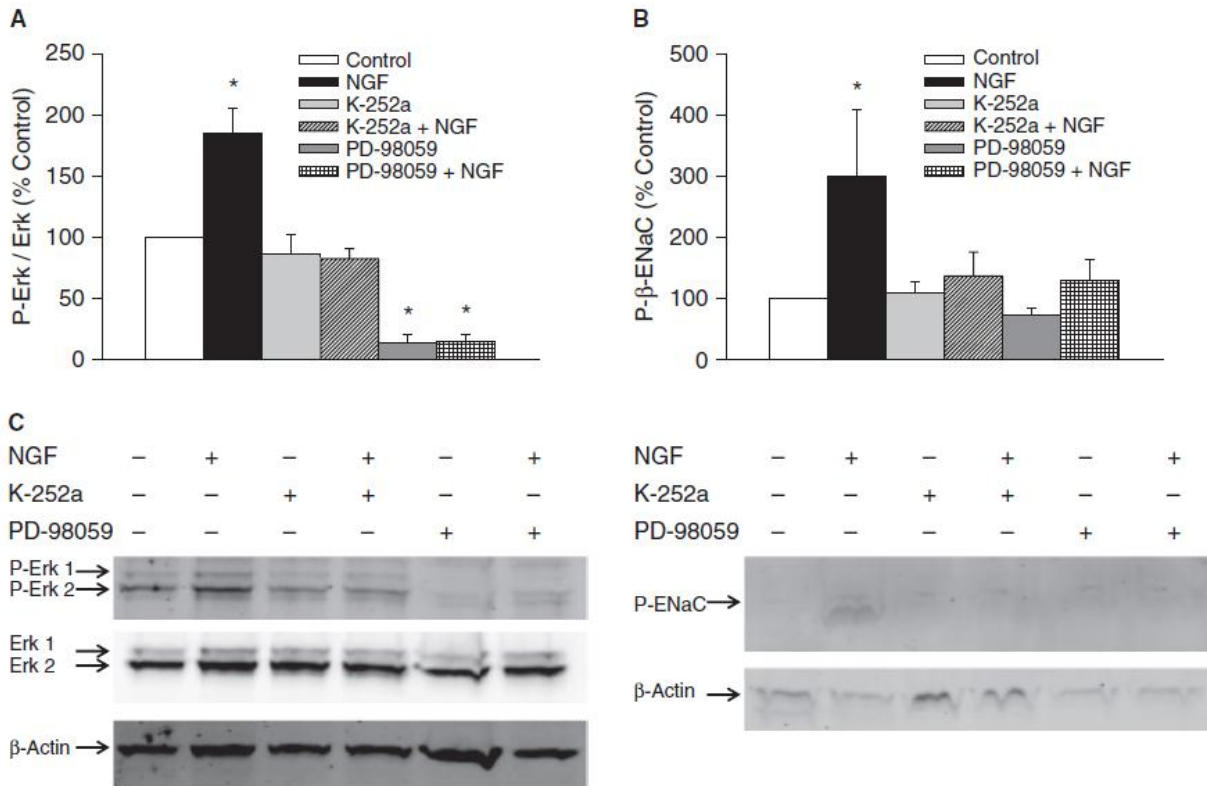 A
P-Erk / Erk (% Control)
250
200
150
100
50
0
*
*
*
Control
NGF
K-252a
K-252a + NGF
PD-98059
PD-98059 + NGF
B
P-β-ENaC (% Control)
500
400
300
200
100
0
*
Control
NGF
K-252a
K-252a + NGF
PD-98059
PD-98059 + NGF
C
NGF – + – + – +
K-252a – – + + – –
PD-98059 – – – – + +
P-Erk 1
P-Erk 2
Erk 1
Erk 2
β-Actin
NGF – + – + – +
K-252a – – + + – –
PD-98059 – – – – + +
P-ENaC
β-Actin